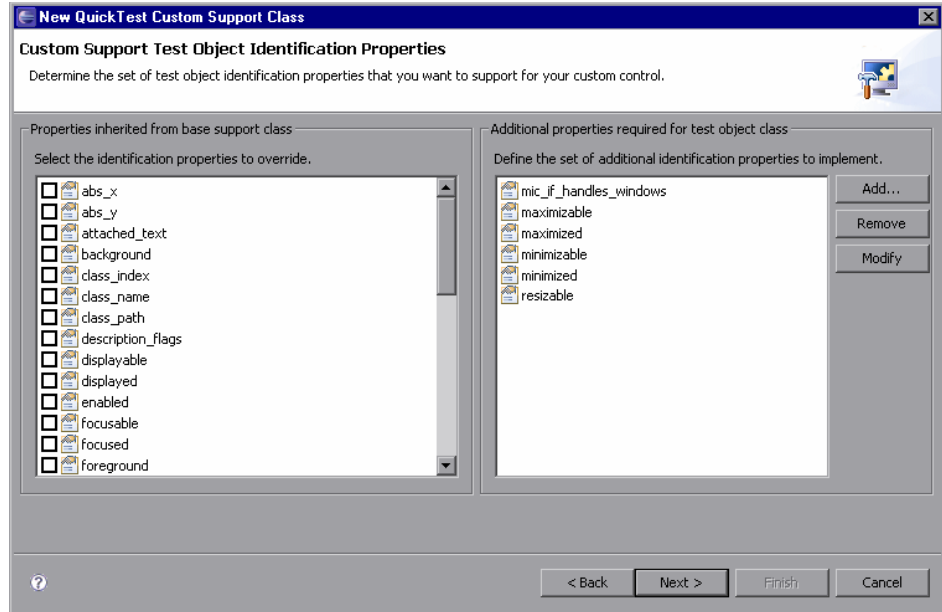 New QuickTest Custom Support Class
Custom Support Test Object Identification Properties
Determine the set of test object identification properties that you want to support for your custom control.
Properties inherited from base support class
Select the identification properties to override.
abs_x
abs_y
attached_text
background
class_index
class_name
class_path
description_flags
displayable
displayed
enabled
focusable
focused
foreground
Additional properties required for test object class
Define the set of additional identification properties to implement.
mic_if_handles_windows
maximizable
maximized
minimizable
minimized
resizable
Add...
Remove
Modify
?
< Back
Next >
Finish
Cancel